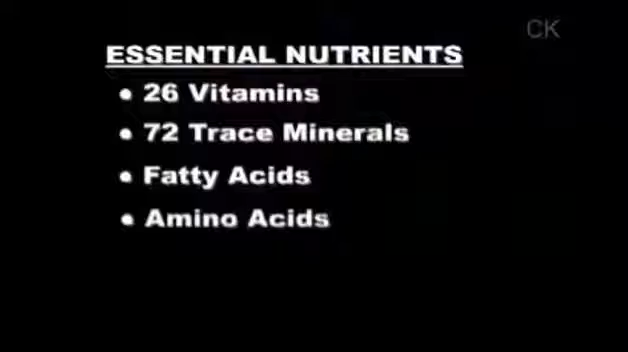 CK
ESSENTIAL NUTRIENTS
• 26 Vitamins
• 72 Trace Minerals
• Fatty Acids
• Amino Acids